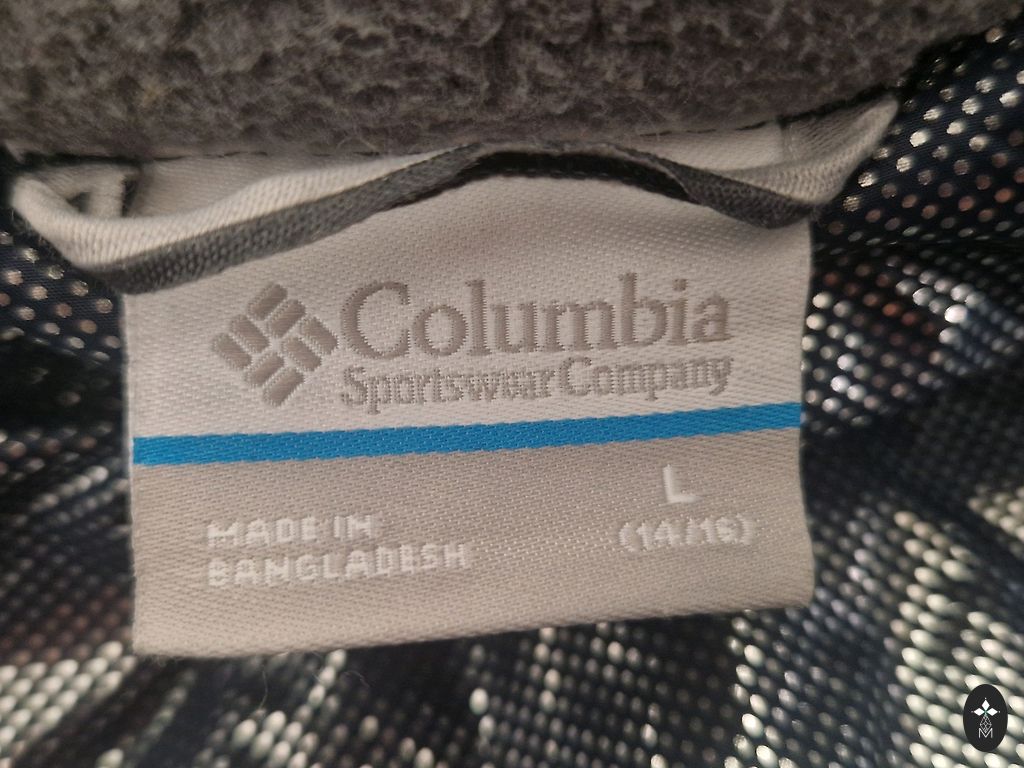 Columbia
Sportswear Company
L
MADE IN
(14/16)
BANGLADESH
M